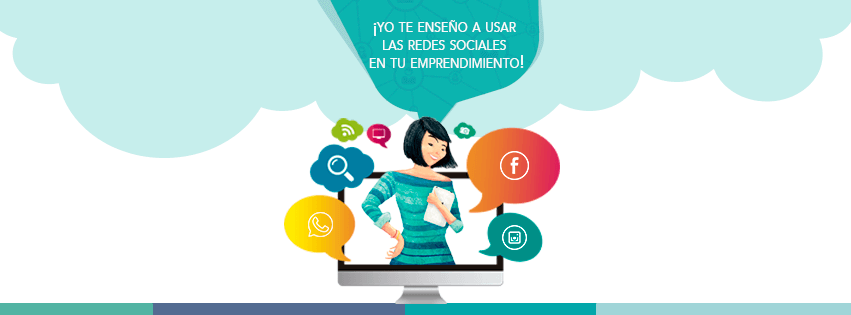 ¡YO TE ENSEÑO A USAR
LAS REDES SOCIALES
EN TU EMPRENDIMIENTO!